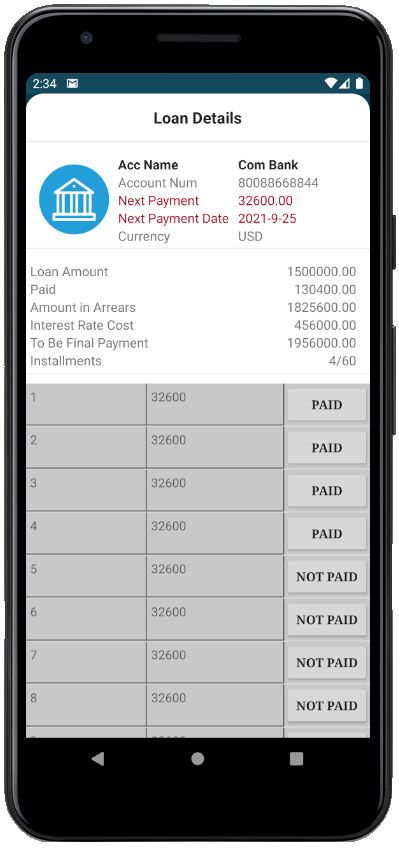 2:34
Loan Details
Acc Name Com Bank
Account Num 80088668844
Next Payment 32600.00
Next Payment Date 2021-9-25
Currency USD
Loan Amount 1500000.00
Paid 130400.00
Amount in Arrears 1825600.00
Interest Rate Cost 456000.00
To Be Final Payment 1956000.00
Installments 4/60
1 32600 PAID
2 32600 PAID
3 32600 PAID
4 32600 PAID
5 32600 NOT PAID
6 32600 NOT PAID
7 32600 NOT PAID
8 32600 NOT PAID